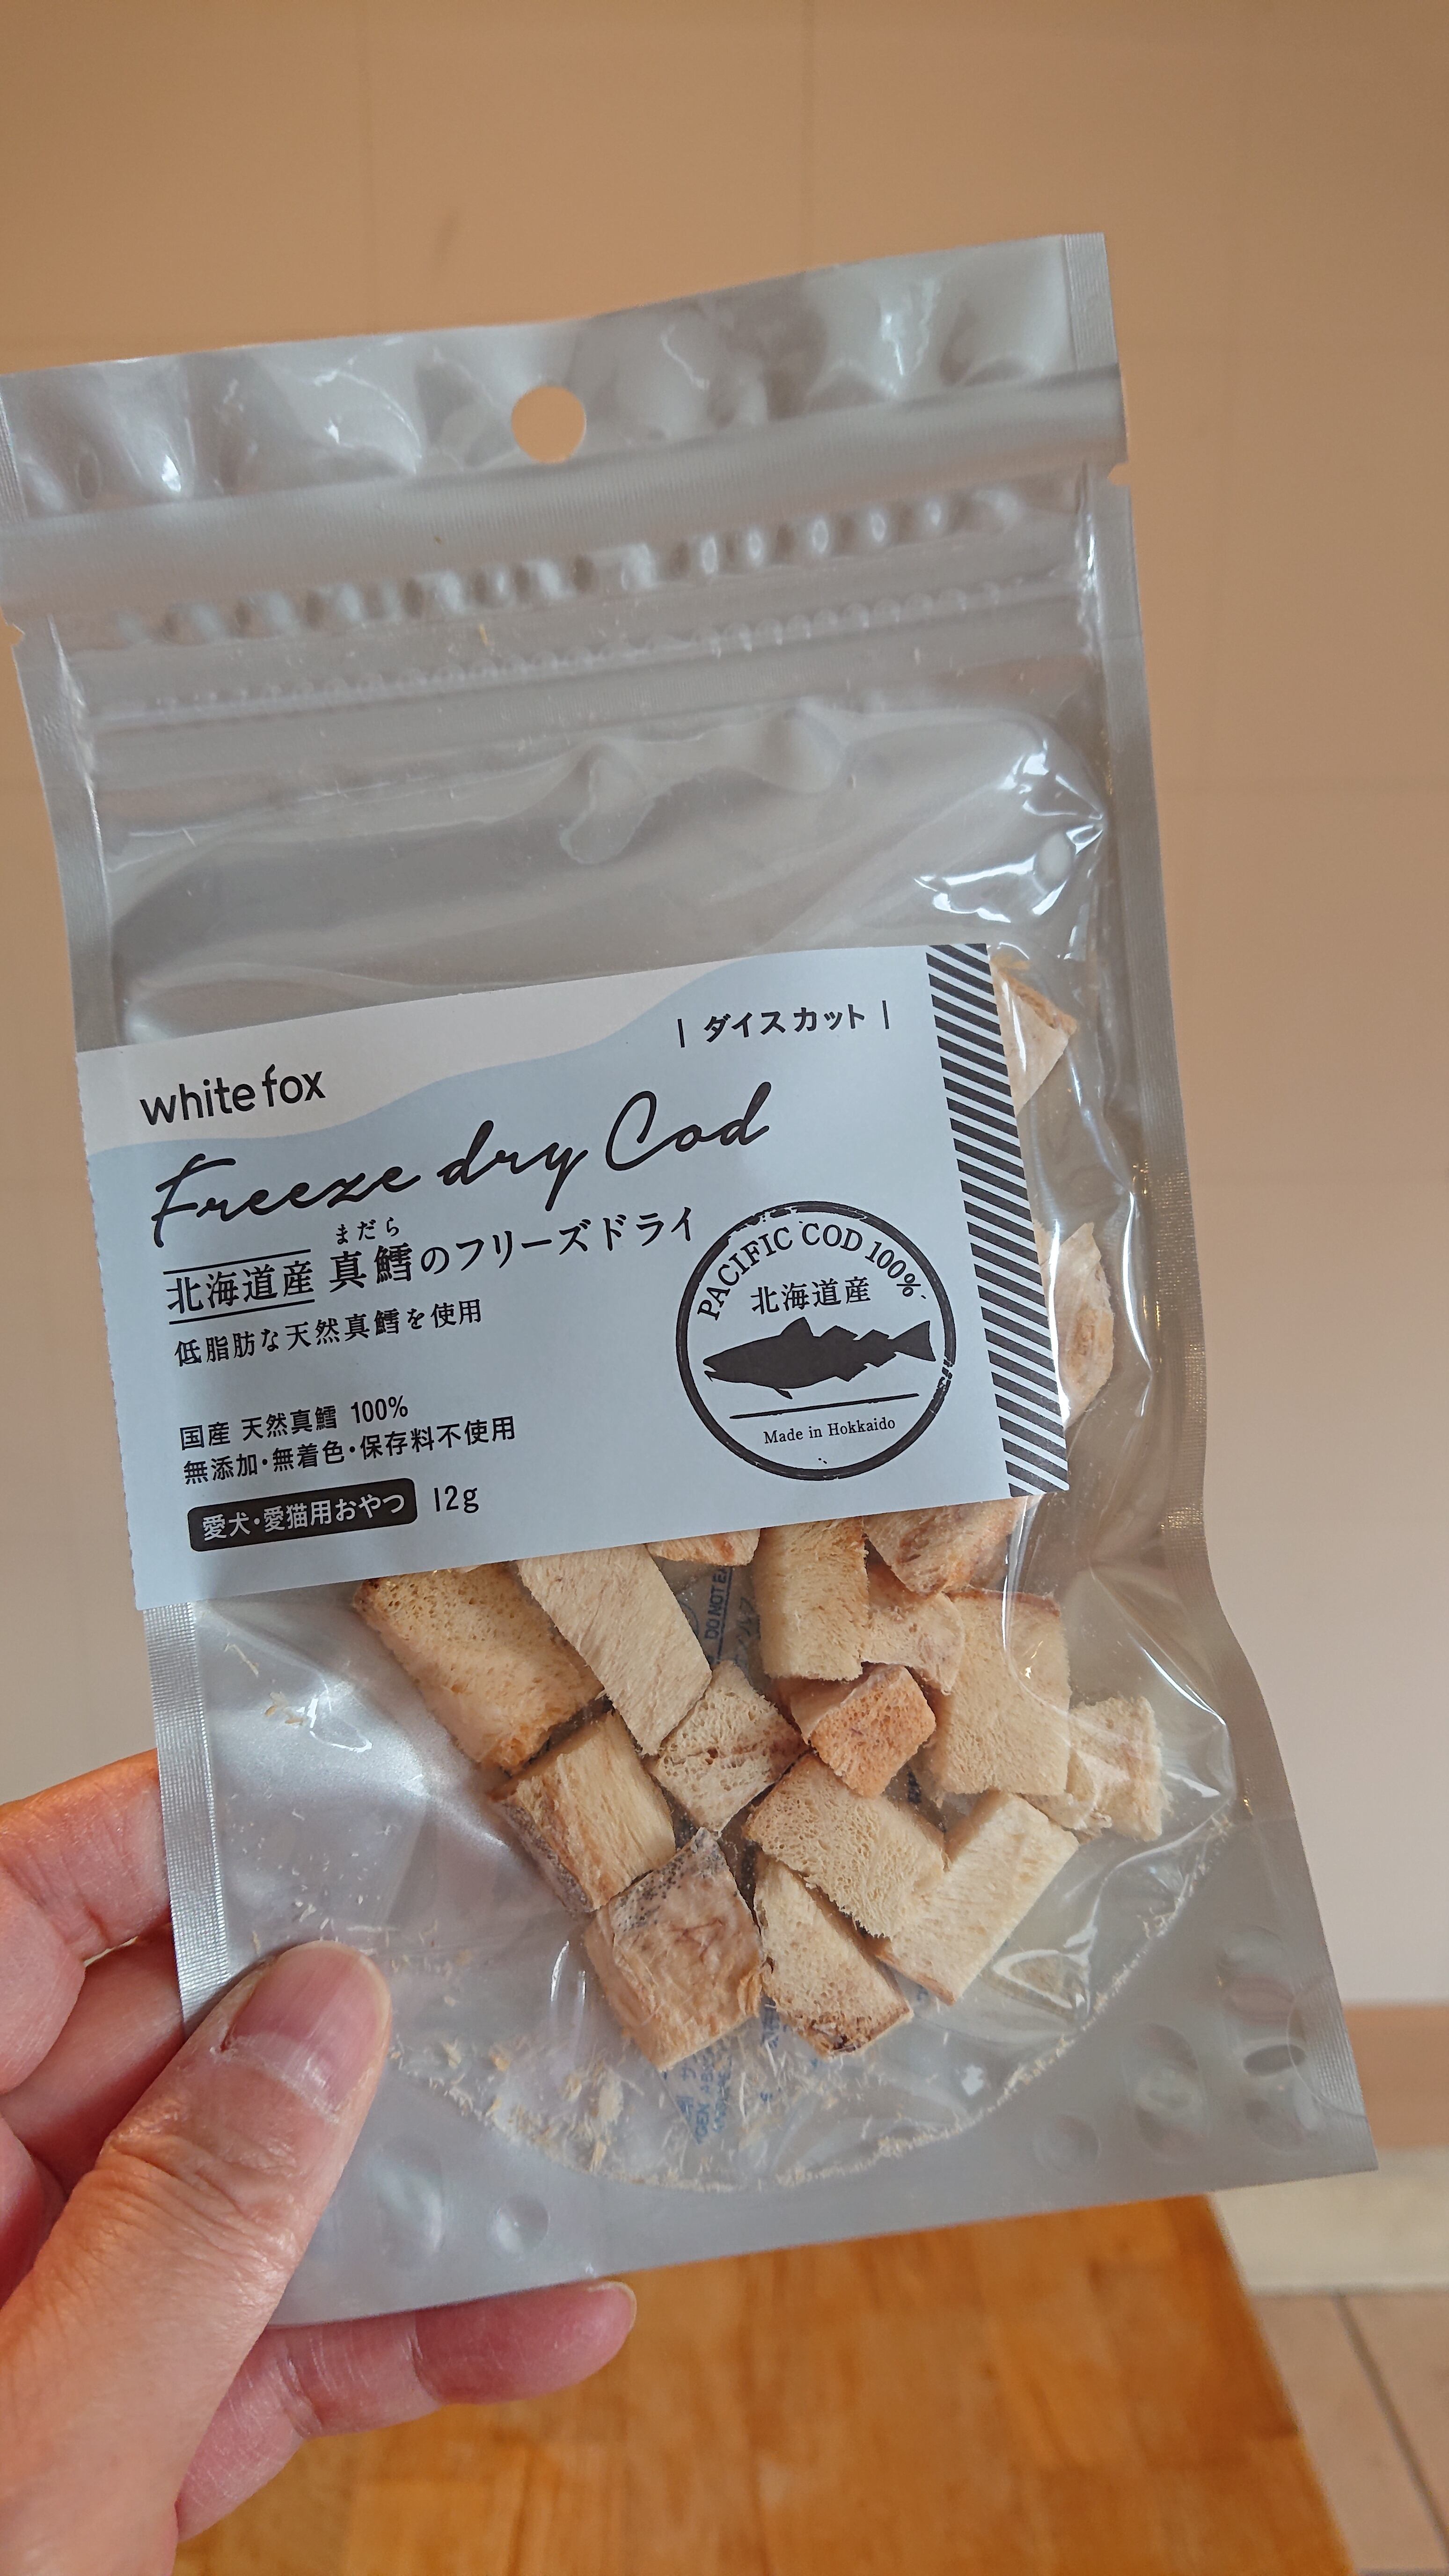 | ダイスカット |
white fox
Freeze dry Cod
まだら
北海道産 真鱈のフリーズドライ
低脂肪な天然真鱈を使用
国産 天然真鱈 100%
無添加・無着色・保存料不使用
愛犬・愛猫用おやつ 12g
PACIFIC COD 100%
北海道産
Made in Hokkaido
DO NOT